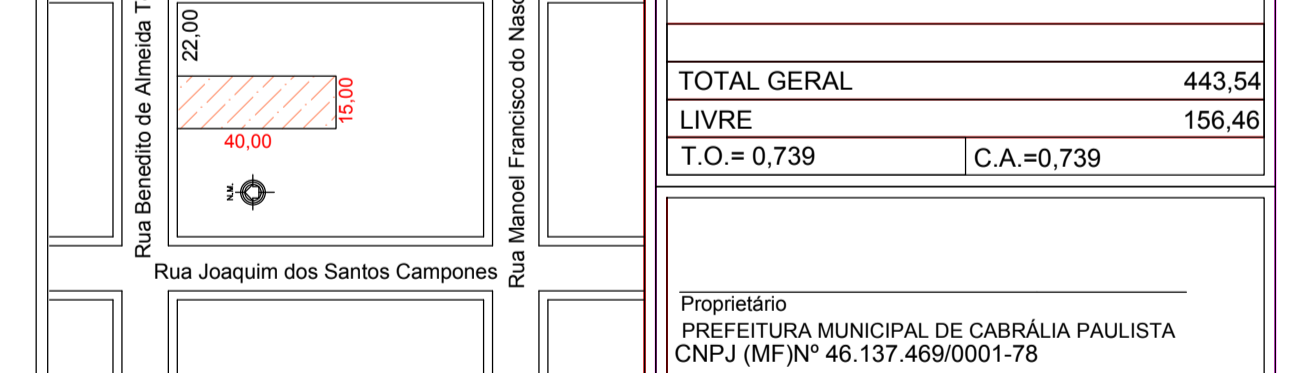 Rua Benedito de Almeida
22,00
15,00
40,00
N.M.
Rua Manoel Francisco do
Rua Joaquim dos Santos Campones
TOTAL GERAL 443,54
LIVRE 156,46
T.O.= 0,739 C.A.=0,739
Proprietário
PREFEITURA MUNICIPAL DE CABRÁLIA PAULISTA
CNPJ (MF)Nº 46.137.469/0001-78